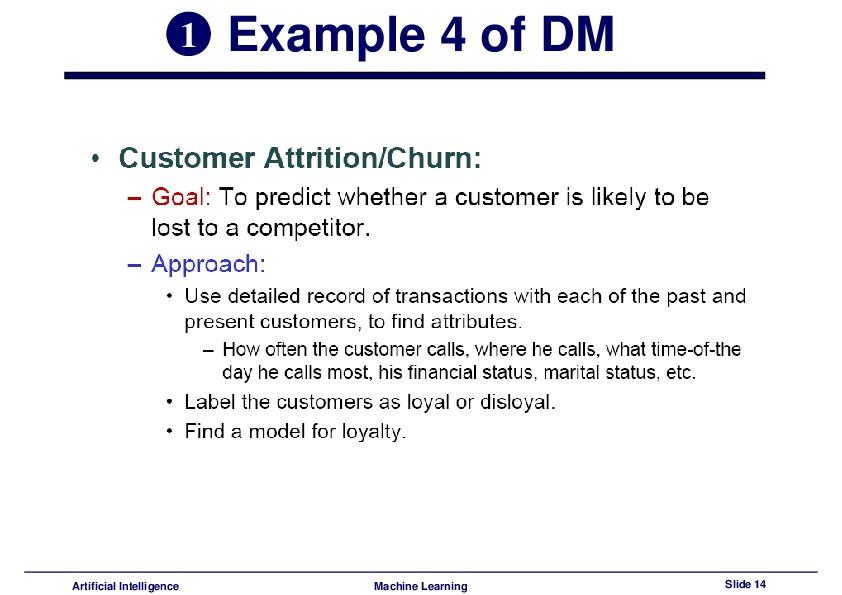 ❶ Example 4 of DM
• Customer Attrition/Churn:
– Goal: To predict whether a customer is likely to be
lost to a competitor.
– Approach:
• Use detailed record of transactions with each of the past and
present customers, to find attributes.
– How often the customer calls, where he calls, what time-of-the
day he calls most, his financial status, marital status, etc.
• Label the customers as loyal or disloyal.
• Find a model for loyalty.
Artificial Intelligence Machine Learning Slide 14